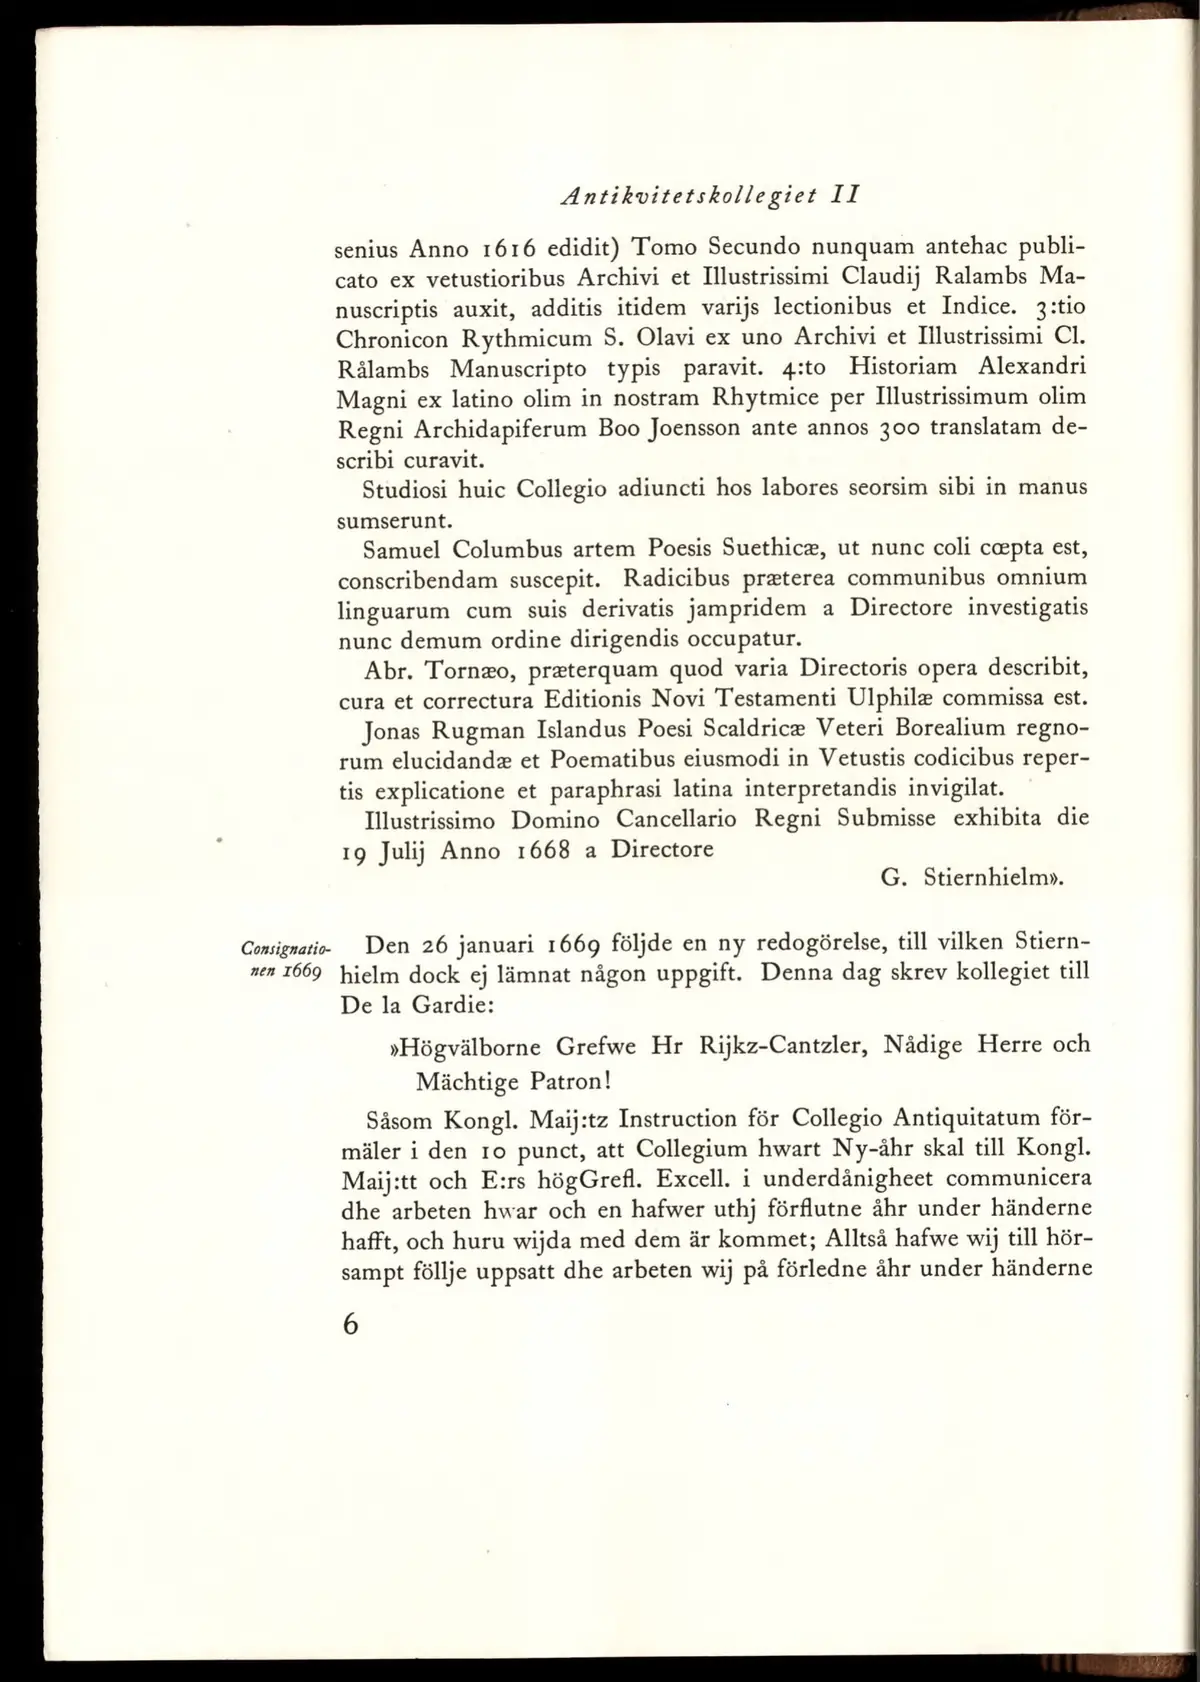 Antikvitetskollegiet II
senius Anno 1616 edidit) Tomo Secundo nunquam antehac publi-
cato ex vetustioribus Archivi et Illustrissimi Claudij Ralambs Ma-
nuscriptis auxit, additis itidem varijs lectionibus et Indice. 3:tio
Chronicon Rythmicum S. Olavi ex uno Archivi et Illustrissimi Cl.
Rålambs Manuscripto typis paravit. 4:to Historiam Alexandri
Magni ex latino olim in nostram Rhytmice per Illustrissimum olim
Regni Archidapiferum Boo Joensson ante annos 300 translatam de-
scribi curavit.
Studiosi huic Collegio adiuncti hos labores seorsim sibi in manus
sumserunt.
Samuel Columbus artem Poesis Suethicæ, ut nunc coli cœpta est,
conscribendam suscepit. Radicibus præterea communibus omnium
linguarum cum suis derivatis jampridem a Directore investigatis
nunc demum ordine dirigendis occupatur.
Abr. Tornæo, præterquam quod varia Directoris opera describit,
cura et correctura Editionis Novi Testamenti Ulphilæ commissa est.
Jonas Rugman Islandus Poesi Scaldricæ Veteri Borealium regno-
rum elucidandæ et Poematibus eiusmodi in Vetustis codicibus reper-
tis explicatione et paraphrasi latina interpretandis invigilat.
Illustrissimo Domino Cancellario Regni Submisse exhibita die
19 Julij Anno 1668 a Directore
G. Stiernhielm».
Consignatio-
nen 1669
Den 26 januari 1669 följde en ny redogörelse, till vilken Stiern-
hielm dock ej lämnat någon uppgift. Denna dag skrev kollegiet till
De la Gardie:
»Högvälborne Grefwe Hr Rijkz-Cantzler, Nådige Herre och
Mächtige Patron!
Såsom Kongl. Maij:tz Instruction för Collegio Antiquitatum för-
mäler i den 10 punct, att Collegium hwart Ny-åhr skal till Kongl.
Maij:tt och E:rs högGrefl. Excell. i underdånigheet communicera
dhe arbeten hwar och en hafwer uthj förflutne åhr under händerne
hafft, och huru wijda med dem är kommet; Alltså hafwe wij till hör-
sampt föllje uppsatt dhe arbeten wij på förledne åhr under händerne
6